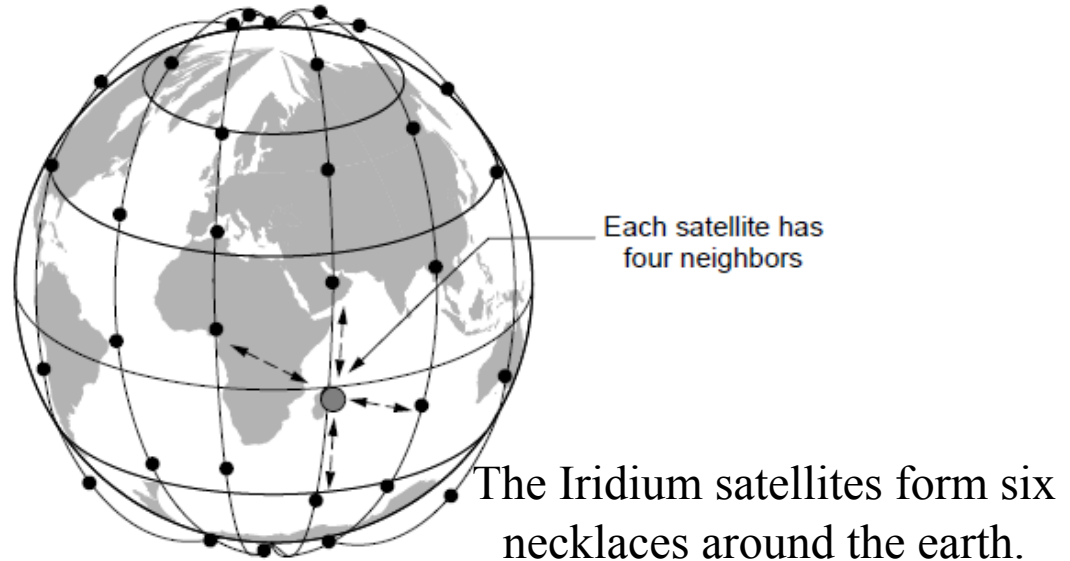 Each satellite has
four neighbors
The Iridium satellites form six
necklaces around the earth.